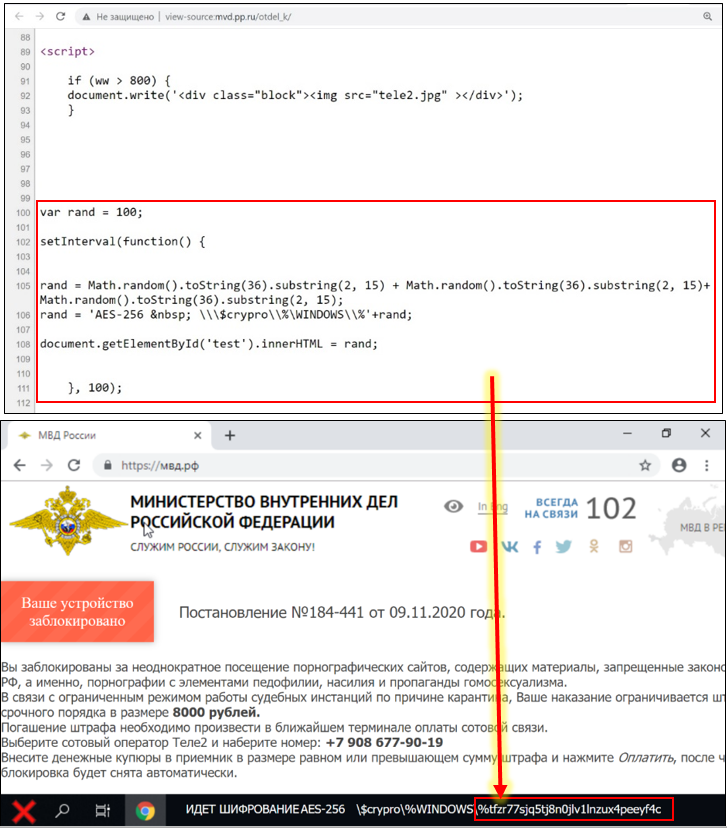 Не защищено | view-source:mvd.pp.ru/otdel_k/
88
89 <script>
90
91 if (ww > 800) {
92 document.write('<div class="block"><img src="tele2.jpg" ></div>');
93 }
94
95
96
97
98
99
100 var rand = 100;
101
102 setInterval(function() {
103
104
105 rand = Math.random().toString(36).substring(2, 15) + Math.random().toString(36).substring(2, 15)+
Math.random().toString(36).substring(2, 15);
106 rand = 'AES-256 &nbsp; \\\$crypro\\%\WINDOWS\\%'+rand;
107
108 document.getElementById('test').innerHTML = rand;
109
110
111 }, 100);
112
МВД России
https://мвд.рф
МИНИСТЕРСТВО ВНУТРЕННИХ ДЕЛ
РОССИЙСКОЙ ФЕДЕРАЦИИ
СЛУЖИМ РОССИИ, СЛУЖИМ ЗАКОНУ!
In Eng
ВСЕГДА
НА СВЯЗИ 102
МВД В РЕ
Ваше устройство
заблокировано
Постановление №184-441 от 09.11.2020 года.
Вы заблокированы за неоднократное посещение порнографических сайтов, содержащих материалы, запрещенные законо
РФ, а именно, порнографии с элементами педофилии, насилия и пропаганды гомосексуализма.
В связи с ограниченным режимом работы судебных инстанций по причине карантина, Ваше наказание ограничивается шт
срочного порядка в размере 8000 рублей.
Погашение штрафа необходимо произвести в ближайшем терминале оплаты сотовой связи.
Выберите сотовый оператор Теле2 и наберите номер: +7 908 677-90-19
Внесите денежные купюры в приемник в размере равном или превышающем сумму штрафа и нажмите Оплатить, после ч
блокировка будет снята автоматически.
ИДЕТ ШИФРОВАНИЕ AES-256 \$crypro\%WINDOWS\%tfzr77sjq5tj8n0jlv1lnzux4peeyf4c